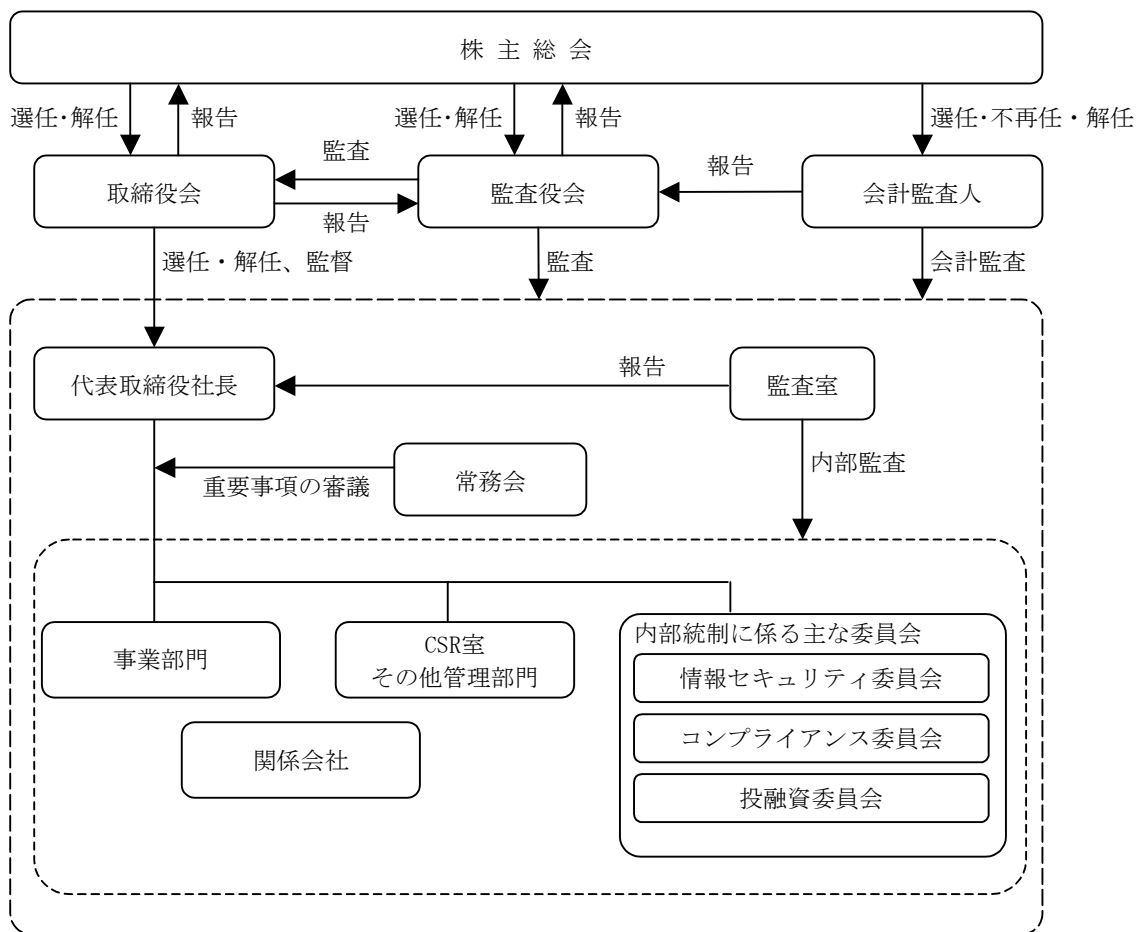 株 主 総 会
選任・解任
報告
選任・解任
報告
選任・不再任・解任
取締役会
監査
報告
監査役会
報告
会計監査人
選任・解任、監督
監査
会計監査
代表取締役社長
報告
監査室
重要事項の審議
常務会
内部監査
事業部門
CSR室
その他管理部門
内部統制に係る主な委員会
情報セキュリティ委員会
コンプライアンス委員会
投融資委員会
関係会社